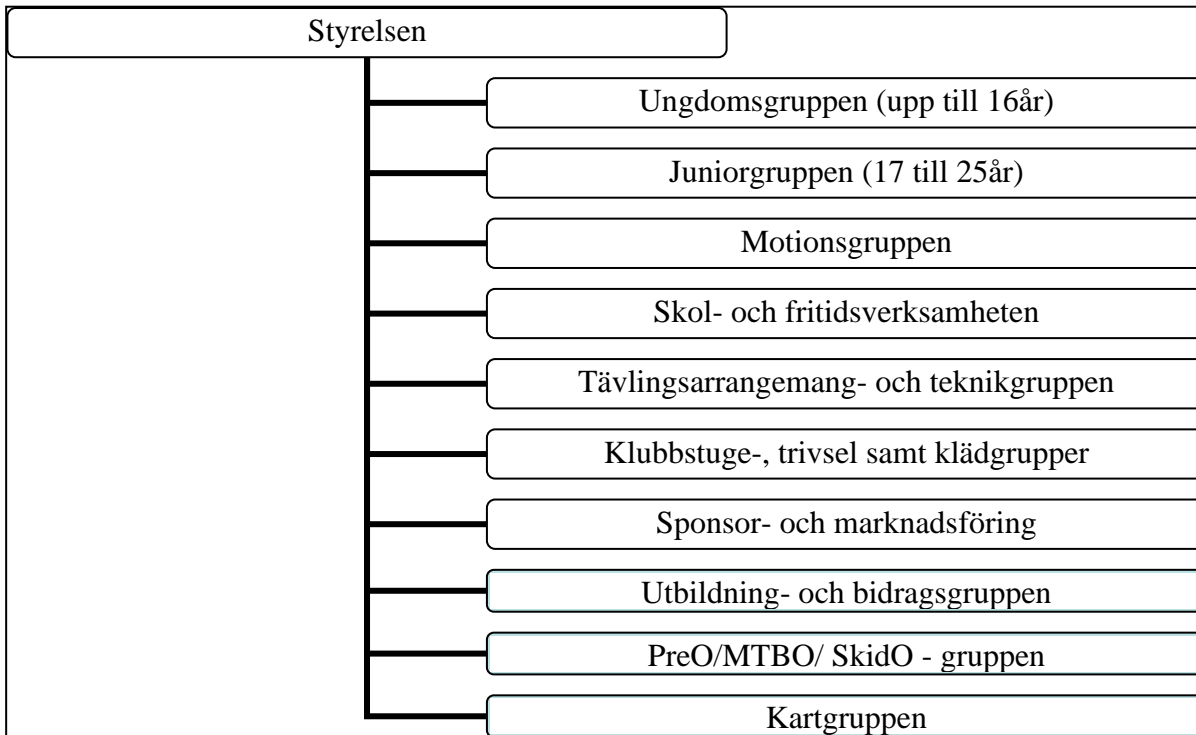 Styrelsen
Ungdomsgruppen (upp till 16år)
Juniorgruppen (17 till 25år)
Motionsgruppen
Skol- och fritidsverksamheten
Tävlingsarrangemang- och teknikgruppen
Klubbstuge-, trivsel samt klädgrupper
Sponsor- och marknadsföring
Utbildning- och bidragsgruppen
PreO/MTBO/ SkidO - gruppen
Kartgruppen